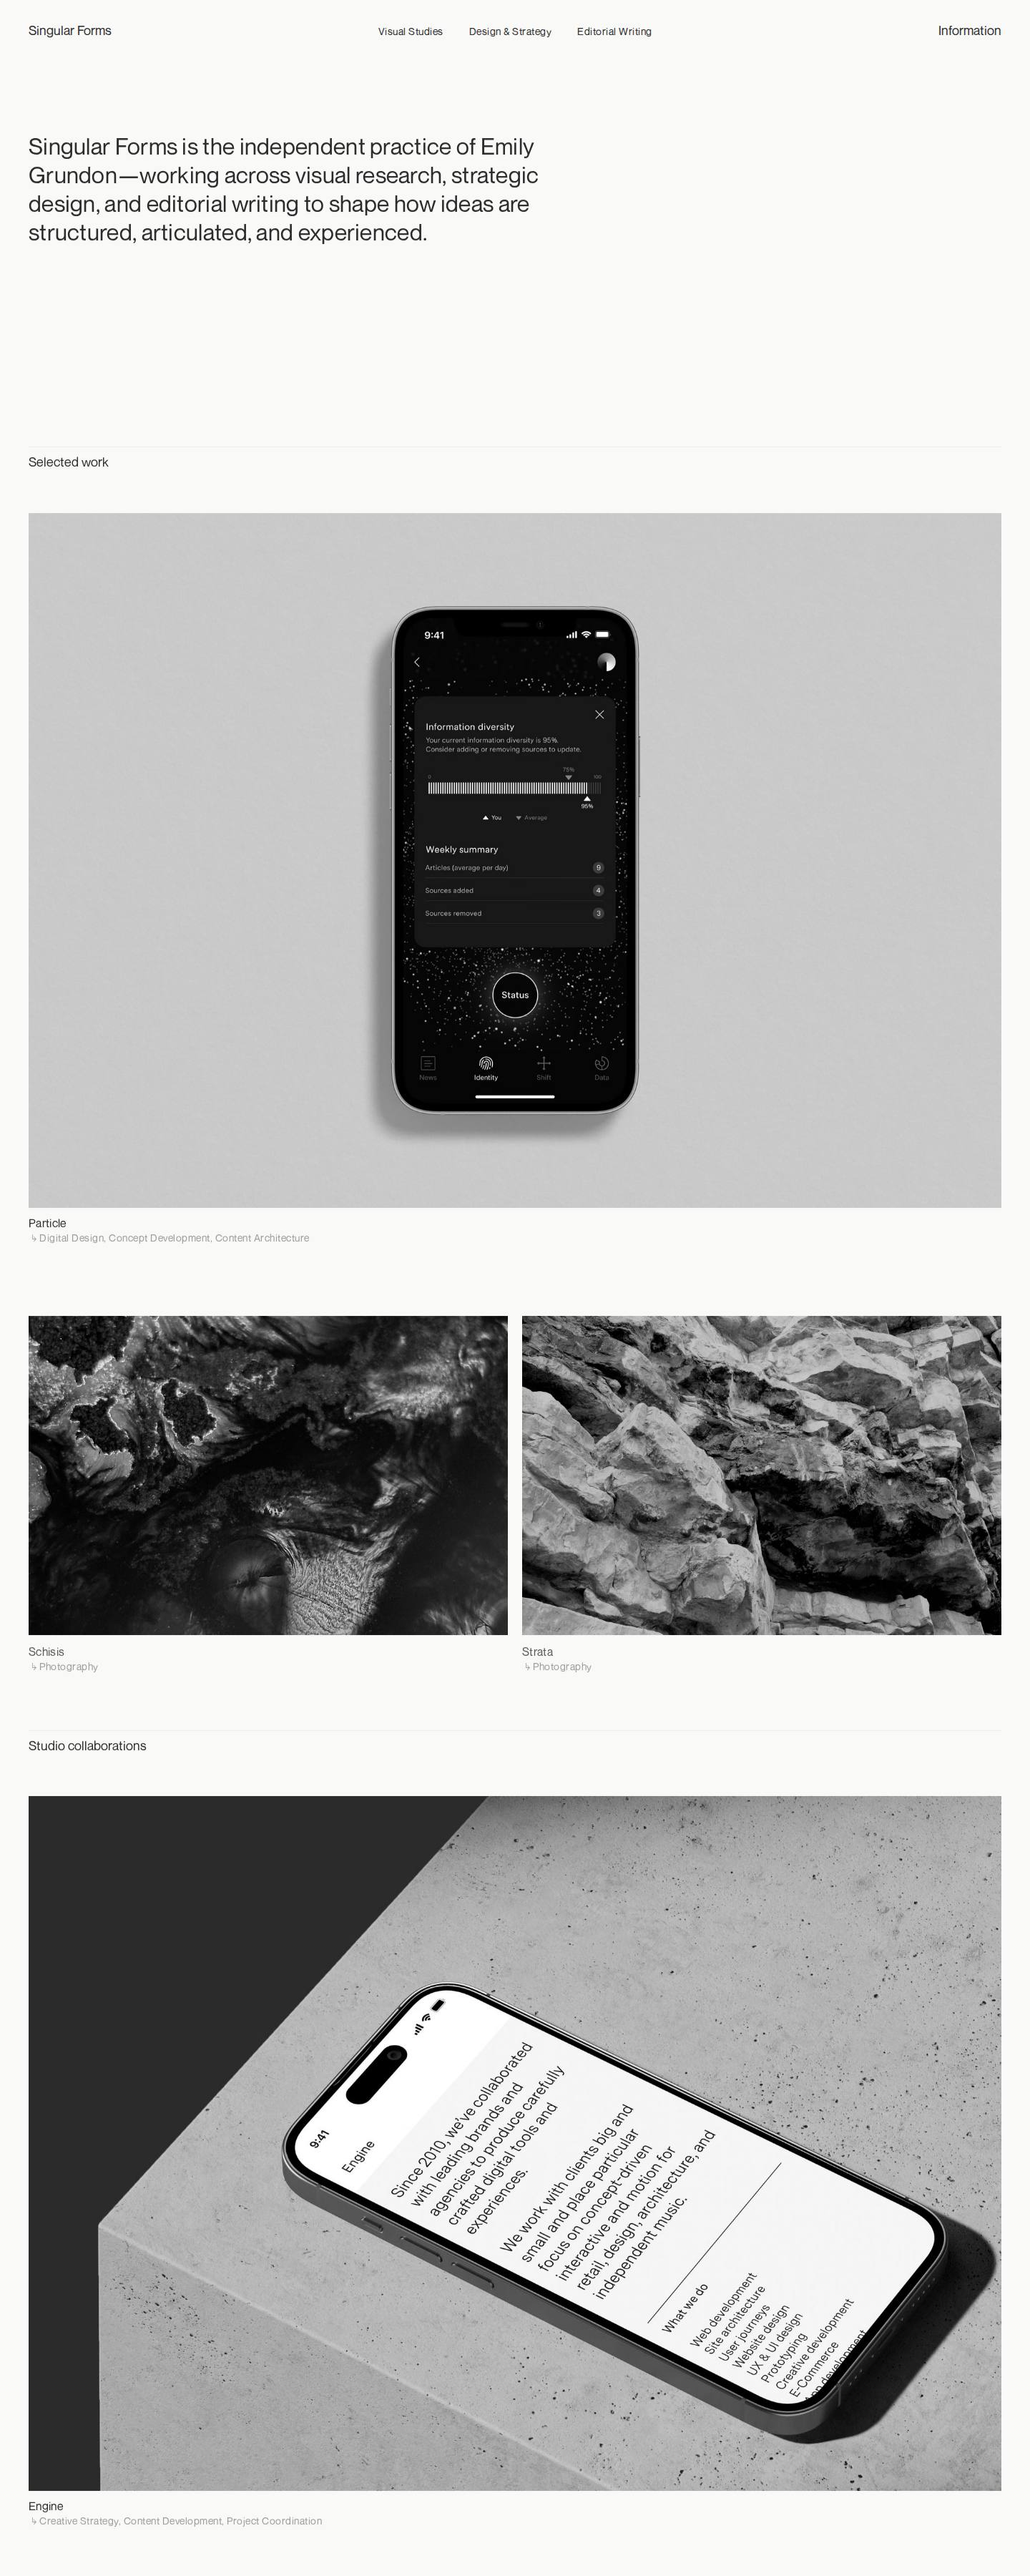 Singular Forms
Visual Studies
Design & Strategy
Editorial Writing
Information
Singular Forms is the independent practice of Emily
Grundon—working across visual research, strategic
design, and editorial writing to shape how ideas are
structured, articulated, and experienced.
Selected work
9:41
Information diversity
Your current information diversity is 95%.
Consider adding or removing sources to update.
75%
0
100
95%
You
Average
Weekly summary
Articles (average per day)
9
Sources added
4
Sources removed
3
Status
News
Identity
Shift
Data
Particle
↳ Digital Design, Concept Development, Content Architecture
Schisis
↳ Photography
Strata
↳ Photography
Studio collaborations
9:41
Engine
Since 2010, we've collaborated
with leading brands and
agencies to produce carefully
crafted digital tools and
experiences.
We work with clients big and
small and place particular
focus on concept-driven
interactive and motion for
retail, design, architecture, and
independent music.
What we do
Web development
Site architecture
User journeys
Website design
UX & UI design
Prototyping
Creative development
E-Commerce
App development
Engine
↳ Creative Strategy, Content Development, Project Coordination